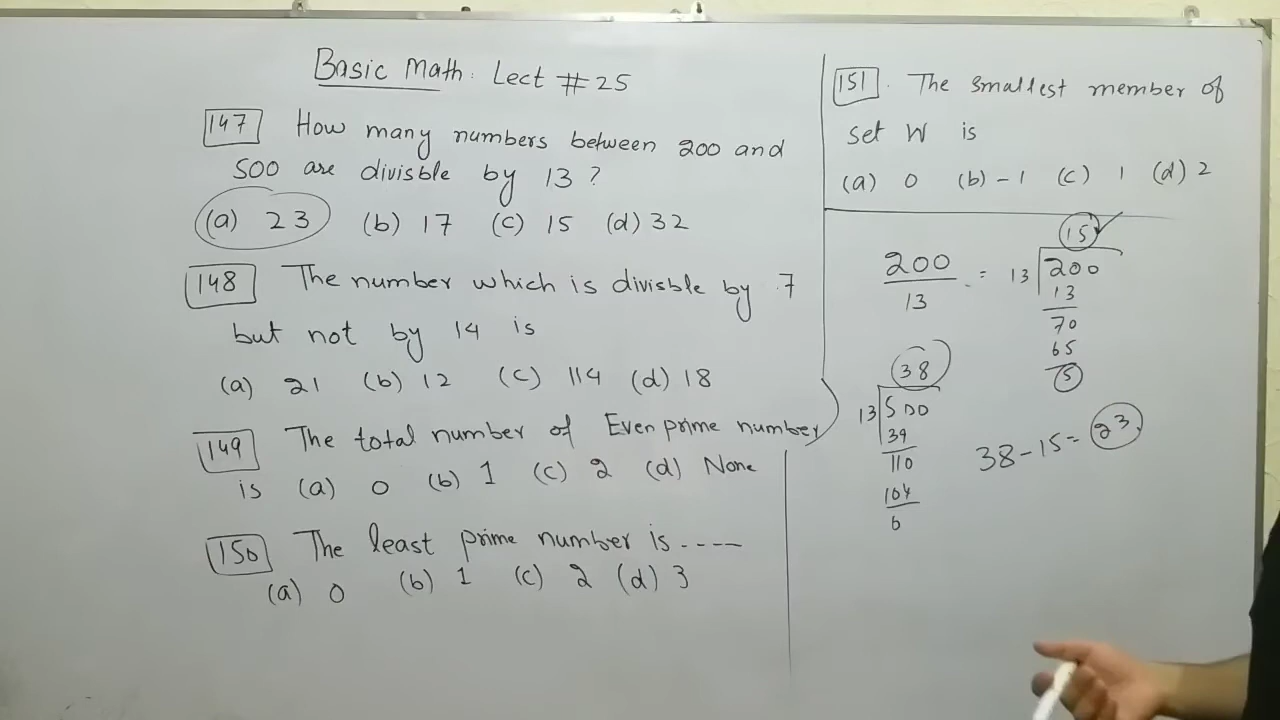 Basic Math: Lect # 25
147 How many numbers between 200 and
500 are divisble by 13 ?
(a) 23 (b) 17 (c) 15 (d) 32
148 The number which is divisble by 7
but not by 14 is
(a) 21 (b) 12 (c) 114 (d) 18
149 The total number of Even prime number
is (a) 0 (b) 1 (c) 2 (d) None
150 The least prime number is ----
(a) 0 (b) 1 (c) 2 (d) 3
151. The smallest member of
set W is
(a) 0 (b) -1 (c) 1 (d) 2
200
13
=
15
13 200
13
70
65
5
38
13 500
39
110
104
6
38-15=23